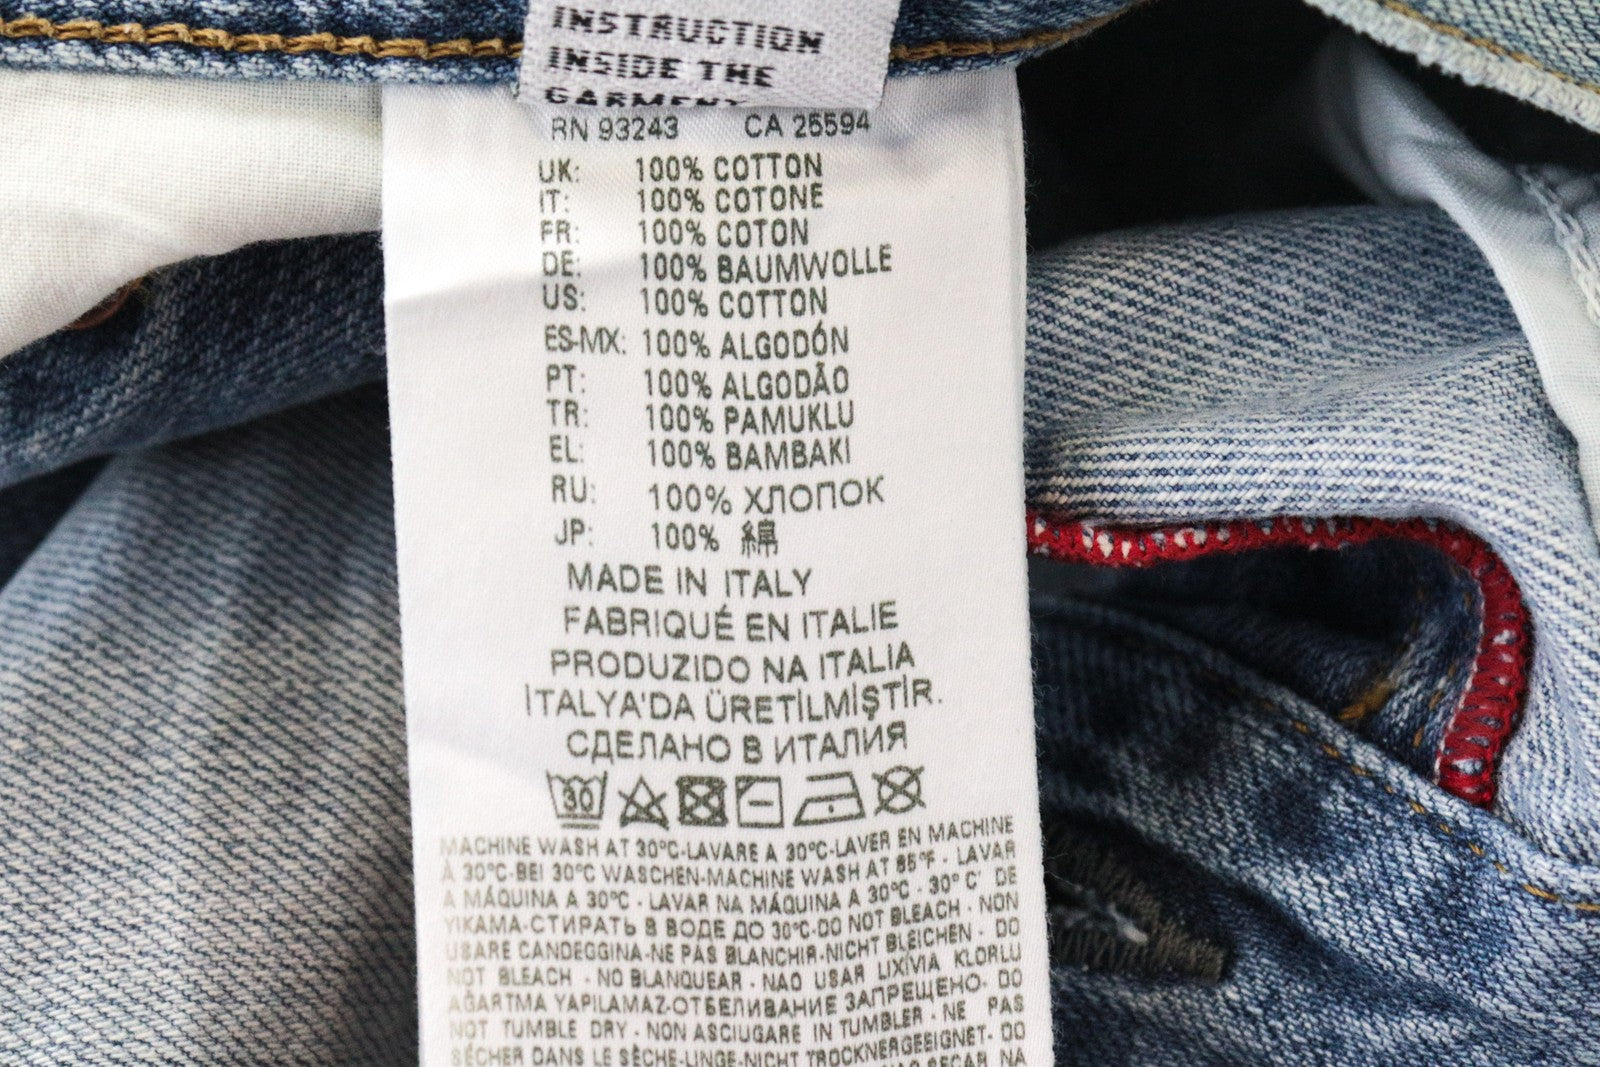 INSTRUCTION
INSIDE THE
GARMENT
RN 93243 CA 25594
UK: 100% COTTON
IT: 100% COTONE
FR: 100% COTON
DE: 100% BAUMWOLLE
US: 100% COTTON
ES-MX: 100% ALGODÓN
PT: 100% ALGODÃO
TR: 100% PAMUKLU
EL: 100% BAMBAKI
RU: 100% ХЛОПОК
JP: 100% 綿
MADE IN ITALY
FABRIQUÉ EN ITALIE
PRODUZIDO NA ITALIA
İTALYA'DA ÜRETİLMİŞTİR.
СДЕЛАНО В ИТАЛИЯ
30
MACHINE WASH AT 30°C-LAVARE A 30°C-LAVER EN MACHINE
À 30°C-BEI 30°C WASCHEN-MACHINE WASH AT 85°F - LAVAR
A MÁQUINA A 30°C - LAVAR NA MÁQUINA A 30°C - 30° C' DE
YIKAMA-СТИРАТЬ В ВОДЕ ДО 30°C-DO NOT BLEACH - NON
USARE CANDEGGINA-NE PAS BLANCHIR-NICHT BLEICHEN - DO
NOT BLEACH - NO BLANQUEAR - NAO USAR LIXÍVIA KLORLU
AĞARTMA YAPILAMAZ-ОТБЕЛИВАНИЕ ЗАПРЕЩЕНО- DO
NOT TUMBLE DRY - NON ASCIUGARE IN TUMBLER - NE PAS
SÉCHER DANS LE SÈCHE-LINGE-NICHT TROCKNERGEEIGNET- DO
SECAR NA